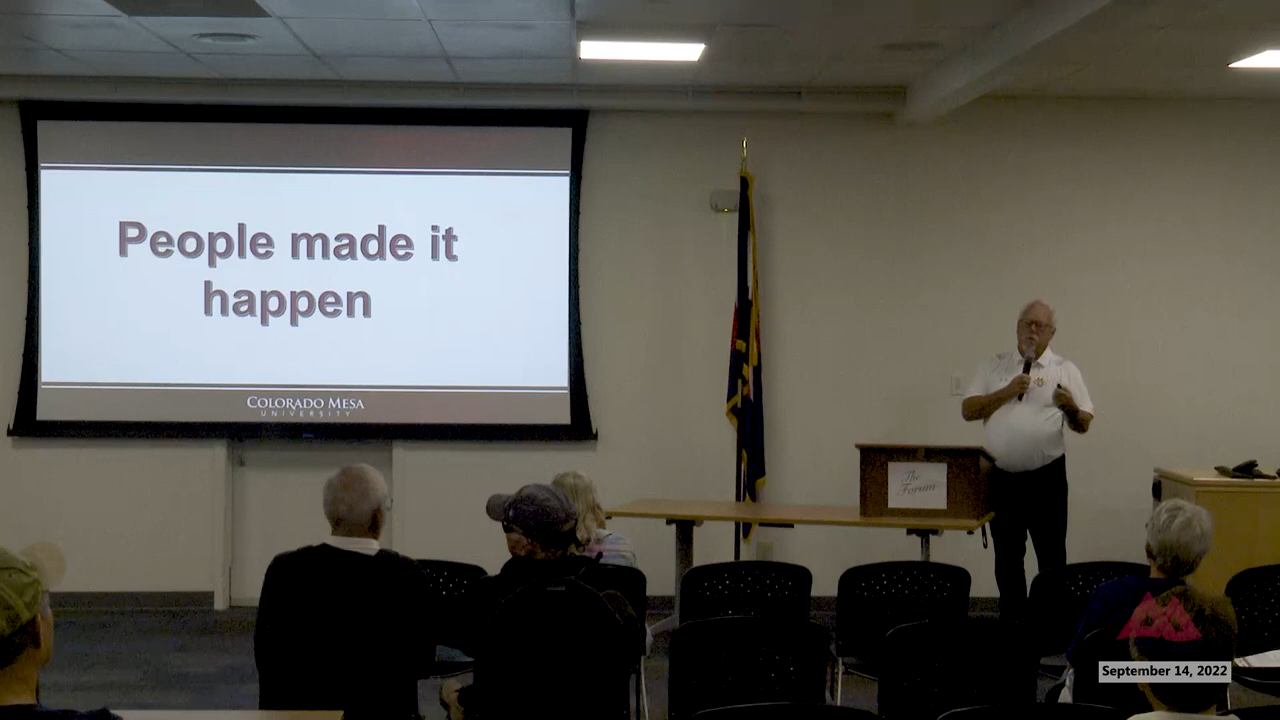 People made it
happen
COLORADO MESA
UNIVERSITY
The
Forum
September 14, 2022